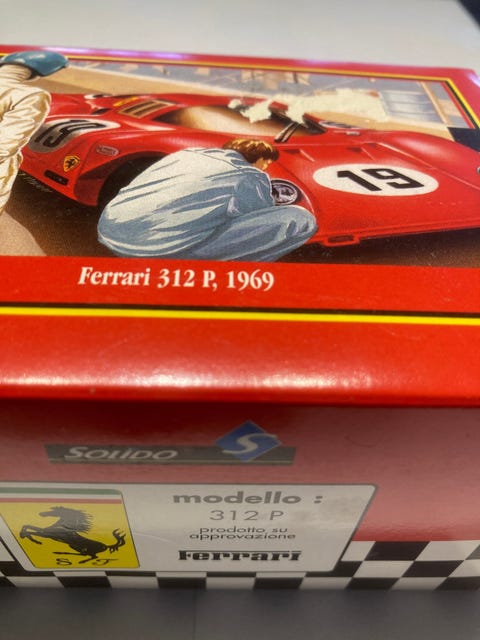 19
19
Ferrari 312 P, 1969
SOLIDO S
modello :
312 P
prodotto su
approvazione
Ferrari
S F